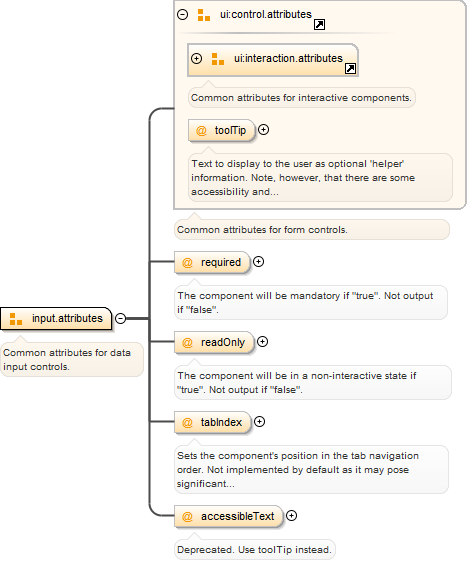 ui:control.attributes
ui:interaction.attributes
Common attributes for interactive components.
@ toolTip
Text to display to the user as optional 'helper'
information. Note, however, that there are some
accessibility and...
Common attributes for form controls.
@ required
The component will be mandatory if "true". Not output
if "false".
input.attributes
Common attributes for data
input controls.
@ readOnly
The component will be in a non-interactive state if
"true". Not output if "false".
@ tabIndex
Sets the component's position in the tab navigation
order. Not implemented by default as it may pose
significant...
@ accessibleText
Deprecated. Use toolTip instead.